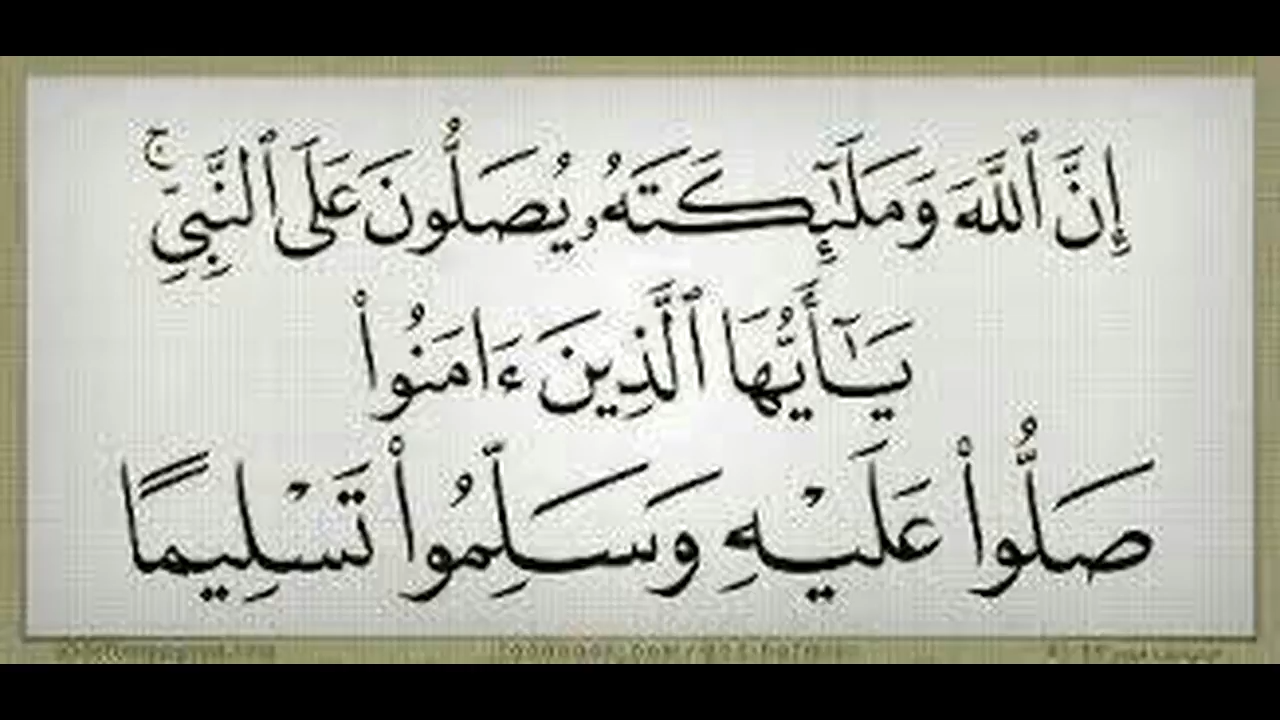 إِنَّ ٱللَّهَ وَمَلَـٰٓئِكَتَهُۥ يُصَلُّونَ عَلَى ٱلنَّبِىِّ ۚ
يَـٰٓأَيُّهَا ٱلَّذِينَ ءَامَنُوا۟
صَلُّوا۟ عَلَيْهِ وَسَلِّمُوا۟ تَسْلِيمًا